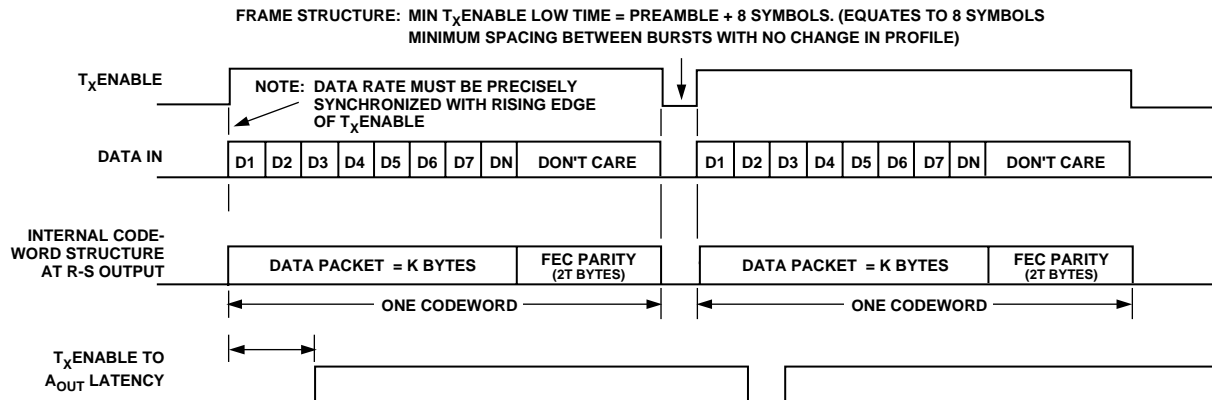 FRAME STRUCTURE: MIN TXENABLE LOW TIME = PREAMBLE + 8 SYMBOLS. (EQUATES TO 8 SYMBOLS
MINIMUM SPACING BETWEEN BURSTS WITH NO CHANGE IN PROFILE)
TXENABLE
NOTE: DATA RATE MUST BE PRECISELY
SYNCHRONIZED WITH RISING EDGE
OF TXENABLE
DATA IN
D1 D2 D3 D4 D5 D6 D7 DN DON'T CARE D1 D2 D3 D4 D5 D6 D7 DN DON'T CARE
INTERNAL CODE-
WORD STRUCTURE
AT R-S OUTPUT
DATA PACKET = K BYTES FEC PARITY DATA PACKET = K BYTES FEC PARITY
(2T BYTES) (2T BYTES)
ONE CODEWORD ONE CODEWORD
TXENABLE TO
AOUT LATENCY